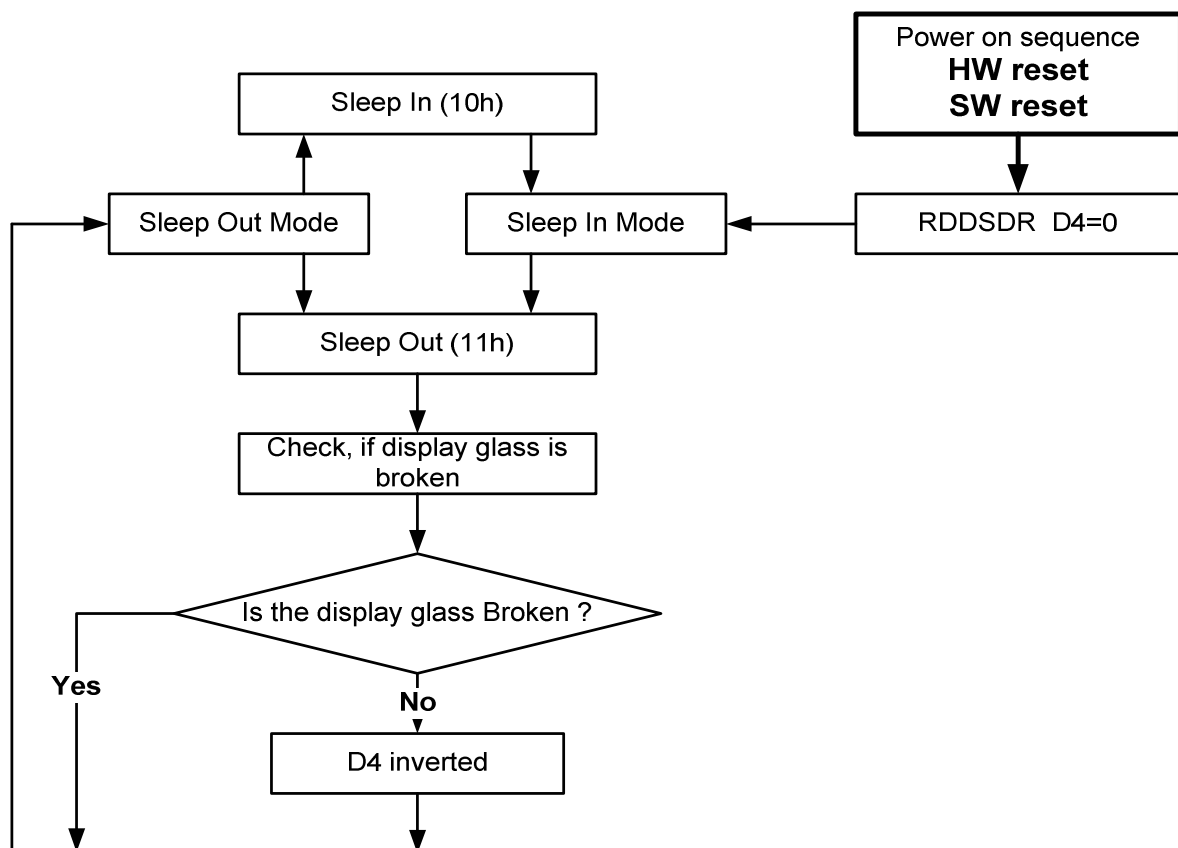 Power on sequence
HW reset
SW reset
Sleep In (10h)
Sleep Out Mode
Sleep In Mode
RDDSDR D4=0
Sleep Out (11h)
Check, if display glass is
broken
Is the display glass Broken ?
Yes
No
D4 inverted